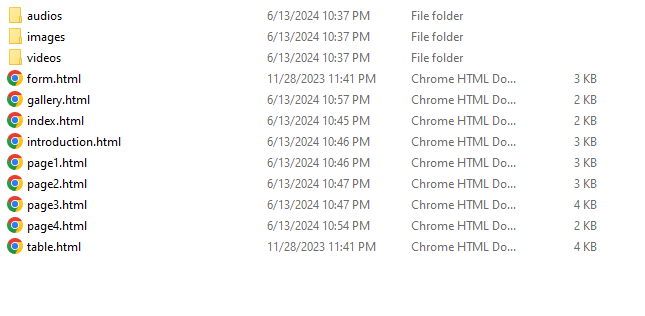 audios 6/13/2024 10:37 PM File folder
images 6/13/2024 10:37 PM File folder
videos 6/13/2024 10:37 PM File folder
form.html 11/28/2023 11:41 PM Chrome HTML Do... 3 KB
gallery.html 6/13/2024 10:57 PM Chrome HTML Do... 2 KB
index.html 6/13/2024 10:45 PM Chrome HTML Do... 2 KB
introduction.html 6/13/2024 10:46 PM Chrome HTML Do... 3 KB
page1.html 6/13/2024 10:46 PM Chrome HTML Do... 3 KB
page2.html 6/13/2024 10:47 PM Chrome HTML Do... 3 KB
page3.html 6/13/2024 10:47 PM Chrome HTML Do... 4 KB
page4.html 6/13/2024 10:54 PM Chrome HTML Do... 2 KB
table.html 11/28/2023 11:41 PM Chrome HTML Do... 4 KB